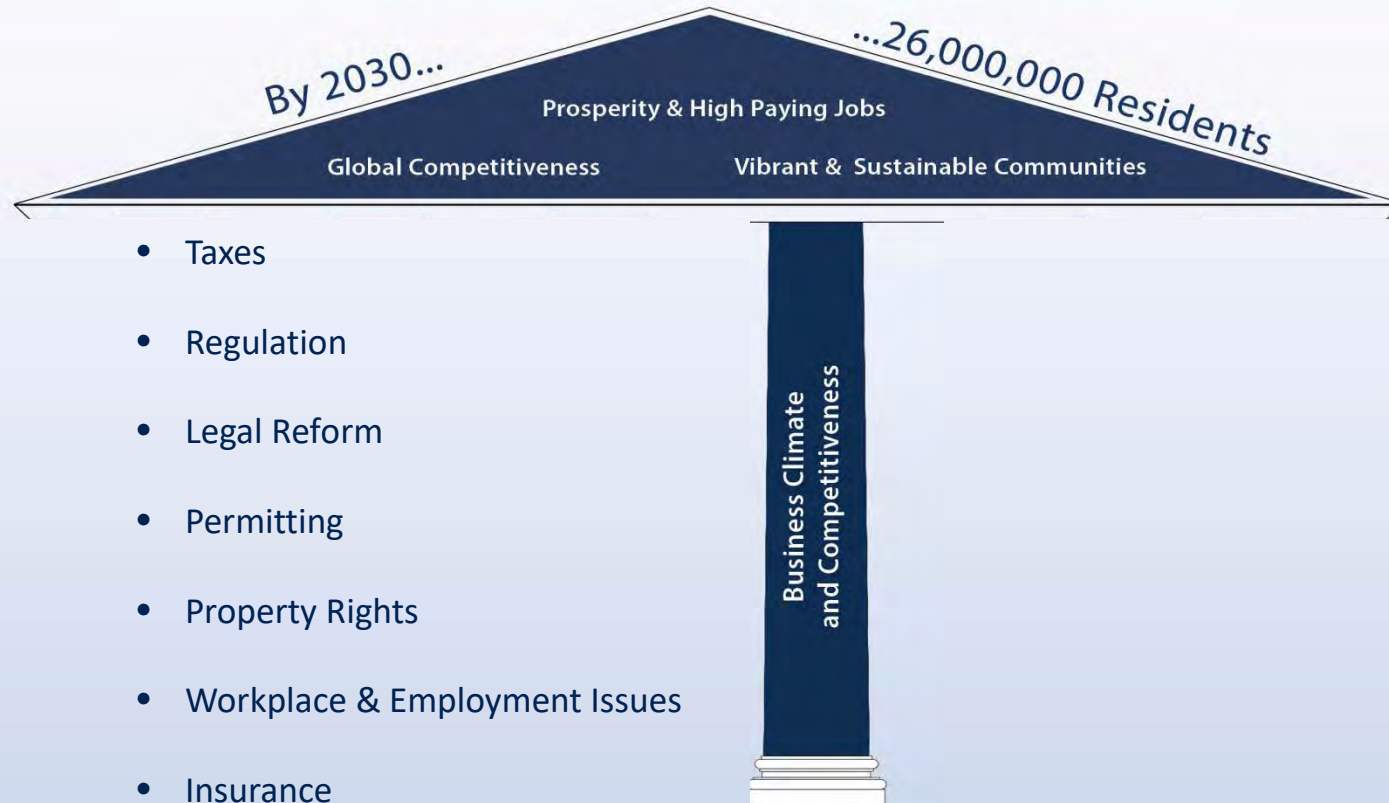 By 2030...
...26,000,000 Residents
Prosperity & High Paying Jobs
Global Competitiveness
Vibrant & Sustainable Communities
• Taxes
• Regulation
• Legal Reform
• Permitting
• Property Rights
• Workplace & Employment Issues
• Insurance
Business Climate
and Competitiveness